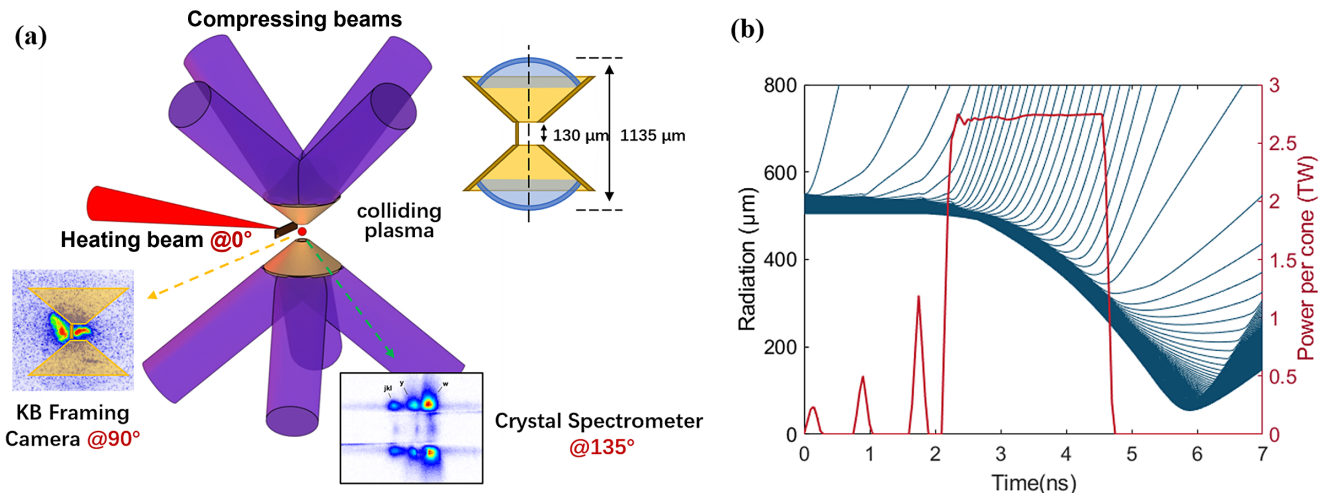 (a)
Compressing beams
130 µm
1135 µm
colliding
plasma
Heating beam @0°
KB Framing
Camera @90°
jkl
y
w
Crystal Spectrometer
@135°
(b)
800
600
400
200
0
Radiation (µm)
3
2.5
2
1.5
1
0.5
0
Power per cone (TW)
0 1 2 3 4 5 6 7
Time(ns)